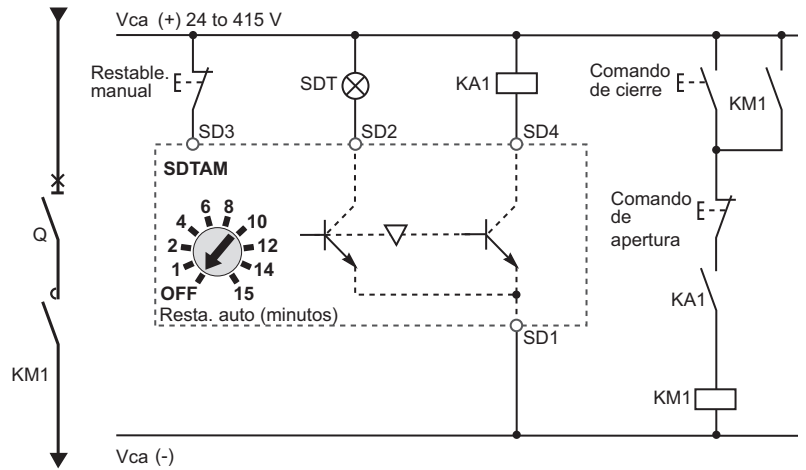 Vca (+) 24 to 415 V
Restable.
manual
SDT
KA1
Comando
de cierre
KM1
SD3
SD2
SD4
SDTAM
6 8
4 10
2 12
1 14
OFF 15
Resta. auto (minutos)
SD1
Q
KM1
Comando
de
apertura
KA1
KM1
Vca (-)